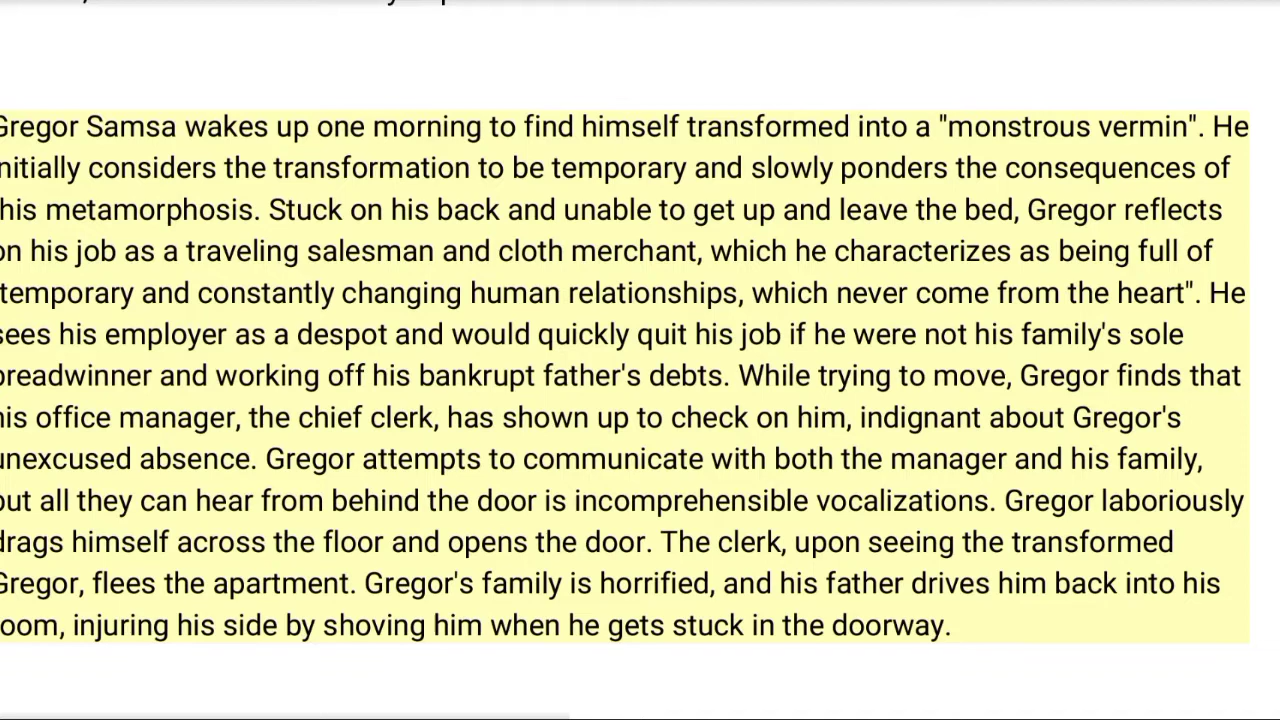 Gregor Samsa wakes up one morning to find himself transformed into a "monstrous vermin". He
initially considers the transformation to be temporary and slowly ponders the consequences of
this metamorphosis. Stuck on his back and unable to get up and leave the bed, Gregor reflects
on his job as a traveling salesman and cloth merchant, which he characterizes as being full of
temporary and constantly changing human relationships, which never come from the heart". He
sees his employer as a despot and would quickly quit his job if he were not his family's sole
breadwinner and working off his bankrupt father's debts. While trying to move, Gregor finds that
his office manager, the chief clerk, has shown up to check on him, indignant about Gregor's
unexcused absence. Gregor attempts to communicate with both the manager and his family,
but all they can hear from behind the door is incomprehensible vocalizations. Gregor laboriously
drags himself across the floor and opens the door. The clerk, upon seeing the transformed
Gregor, flees the apartment. Gregor's family is horrified, and his father drives him back into his
room, injuring his side by shoving him when he gets stuck in the doorway.